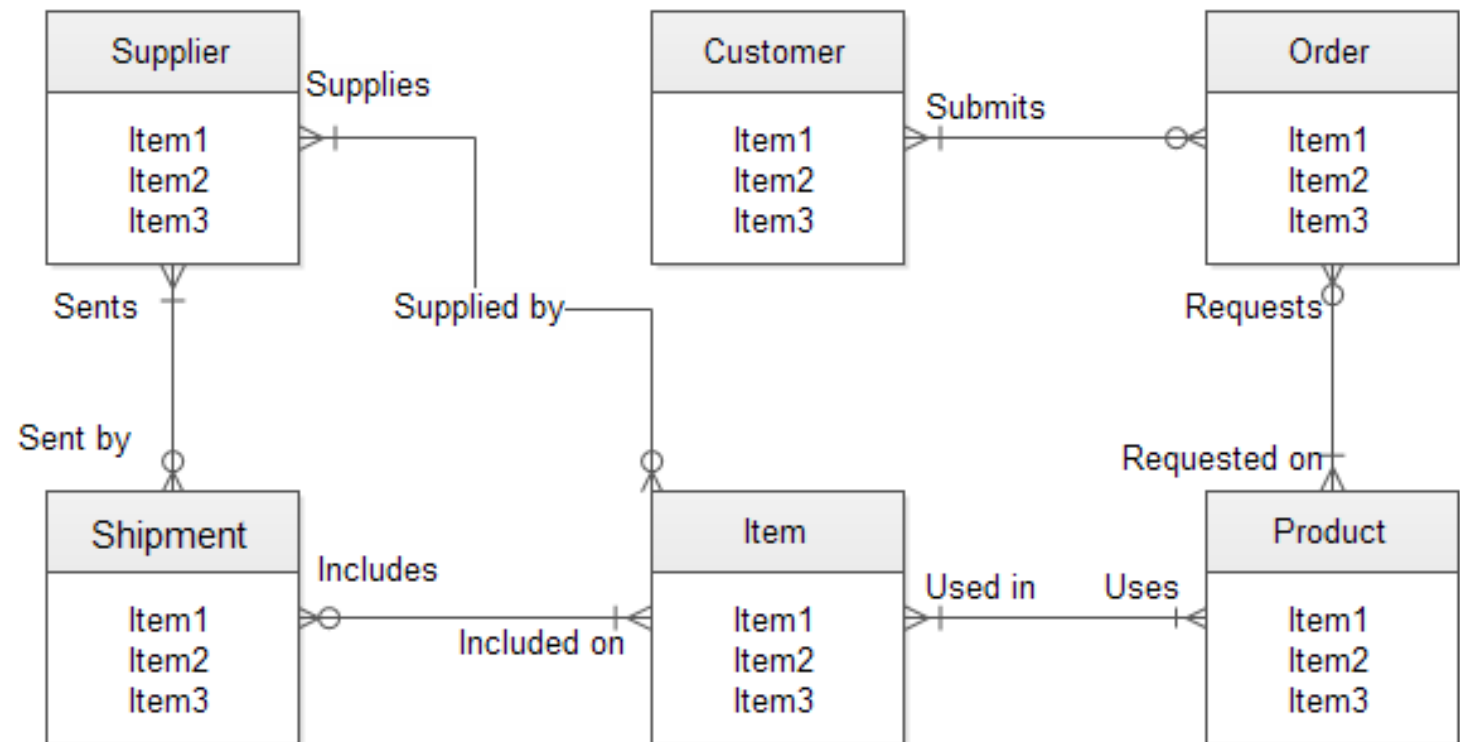 Supplier
Item1
Item2
Item3
Supplies
Customer
Item1
Item2
Item3
Submits
Order
Item1
Item2
Item3
Sents
Supplied by
Requests
Sent by
Requested on
Shipment
Item1
Item2
Item3
Includes
Included on
Item
Item1
Item2
Item3
Used in
Uses
Product
Item1
Item2
Item3